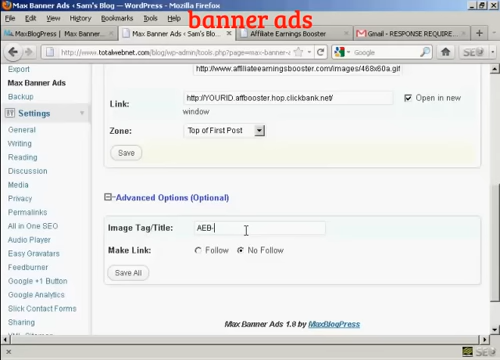 Max Banner Ads ‹ Sam's Blog — WordPress - Mozilla Firefox
banner ads
File Edit View History Bookmarks Tools Help
MaxBlogPress
Max Banner Ads ‹ Sam's Blog — W...
Affiliate Earnings Booster
Gmail - RESPONSE REQUIRE...
http://www.totalwebnet.com/blog/wp-admin/tools.php?page=max-banner-
Export
http://www.affiliateearningsbooster.com/images/468x60a.gif
Max Banner Ads
Backup
Link: http://YOURID.affbooster.hop.clickbank.net/ Open in new
window
Settings
General
Zone: Top of First Post
Writing
Reading
Save
Discussion
Media
Privacy
Advanced Options (Optional)
Permalinks
All in One SEO
Image Tag/Title: AEB-
Audio Player
Easy Gravatars
Make Link: Follow No Follow
Feedburner
Google +1 Button
Save All
Slick Contact Forms
Sharing
Max Banner Ads 1.8 by MaxBlogPress